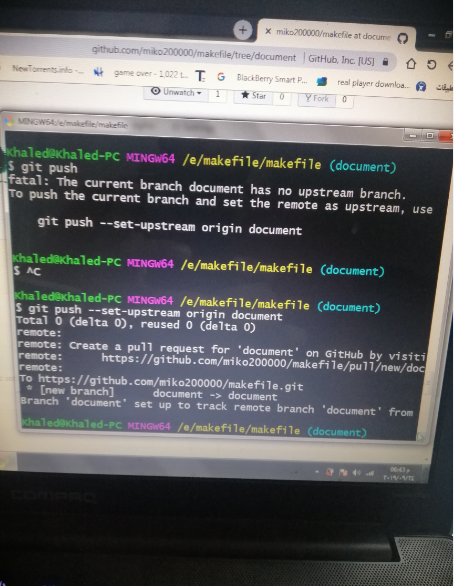 miko200000/makefile at docume
github.com/miko200000/makefile/tree/document
GitHub, Inc. [US]
NewTorrents.info -...
game over - 1,022 t...
BlackBerry Smart P...
real player downloa...
Unwatch
1
Star
0
Fork
0
MINGW64:/e/makefile/makefile
Khaled@Khaled-PC MINGW64 /e/makefile/makefile (document)
$ git push
fatal: The current branch document has no upstream branch.
To push the current branch and set the remote as upstream, use
git push --set-upstream origin document
Khaled@Khaled-PC MINGW64 /e/makefile/makefile (document)
$ ^C
Khaled@Khaled-PC MINGW64 /e/makefile/makefile (document)
$ git push --set-upstream origin document
Total 0 (delta 0), reused 0 (delta 0)
remote:
remote: Create a pull request for 'document' on GitHub by visiti
remote: https://github.com/miko200000/makefile/pull/new/doc
remote:
To https://github.com/miko200000/makefile.git
* [new branch] document -> document
Branch 'document' set up to track remote branch 'document' from
Khaled@Khaled-PC MINGW64 /e/makefile/makefile (document)
COMPAQ